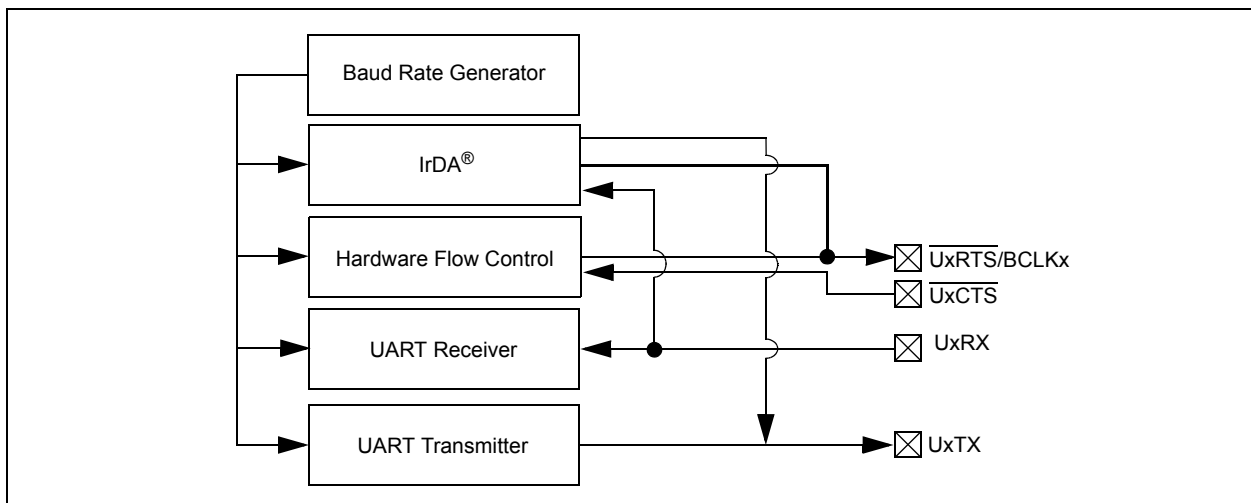 Baud Rate Generator
IrDA®
Hardware Flow Control
UxRTS/BCLKx
UxCTS
UART Receiver
UxRX
UART Transmitter
UxTX